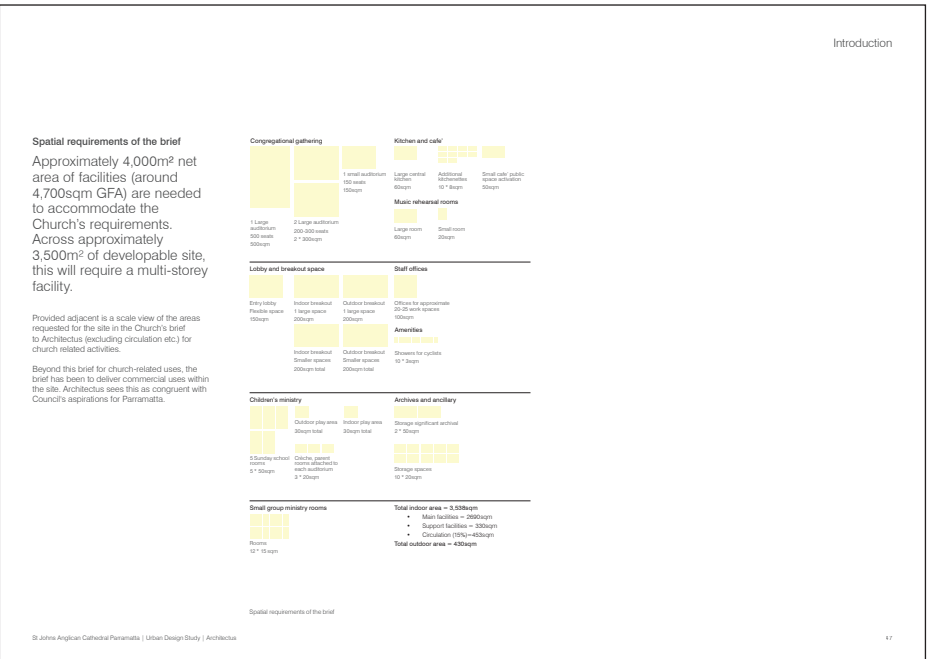 Introduction
Spatial requirements of the brief
Approximately 4,000m² net
area of facilities (around
4,700sqm GFA) are needed
to accommodate the
Church's requirements.
Across approximately
3,500m² of developable site,
this will require a multi-storey
facility.
Provided adjacent is a scale view of the areas
requested for the site in the Church's brief
to Architectus (excluding circulation etc.) for
church related activities.
Beyond this brief for church-related uses, the
brief has been to deliver commercial uses within
the site. Architectus sees this as congruent with
Council's aspirations for Parramatta.
Congregational gathering
1 Large
auditorium
500 seats
500sqm
2 Large auditorium
200-300 seats
2 * 300sqm
1 small auditorium
150 seats
150sqm
Kitchen and cafe'
Large central
kitchen
60sqm
Additional
kitchenettes
10 * 8sqm
Small cafe' public
space activation
50sqm
Music rehearsal rooms
Large room
60sqm
Small room
20sqm
Lobby and breakout space
Entry lobby
Flexible space
150sqm
Indoor breakout
1 large space
200sqm
Outdoor breakout
1 large space
200sqm
Indoor breakout
Smaller spaces
200sqm total
Outdoor breakout
Smaller spaces
200sqm total
Staff offices
Offices for approximate
20-25 work spaces
100sqm
Amenities
Showers for cyclists
10 * 3sqm
Children's ministry
5 Sunday school
rooms
5 * 50sqm
Outdoor play area
30sqm total
Indoor play area
30sqm total
Crèche, parent
rooms attached to
each auditorium
3 * 20sqm
Archives and ancillary
Storage significant archival
2 * 50sqm
Storage spaces
10 * 20sqm
Small group ministry rooms
Rooms
12 * 15 sqm
Total indoor area = 3,538sqm
• Main facilities = 2690sqm
• Support facilities = 330sqm
• Circulation (15%)=453sqm
Total outdoor area = 430sqm
Spatial requirements of the brief
St Johns Anglican Cathedral Parramatta | Urban Design Study | Architectus